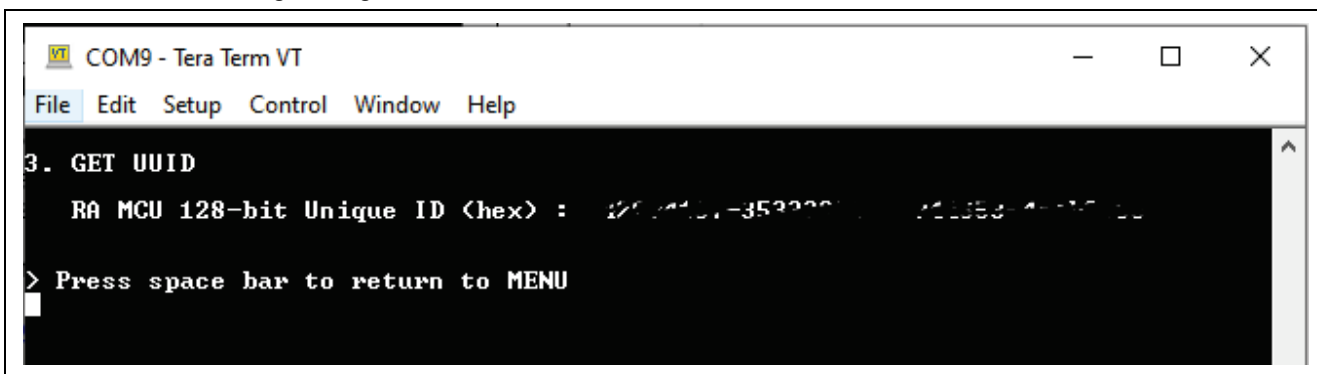 COM9 - Tera Term VT
File Edit Setup Control Window Help
3. GET UUID
RA MCU 128-bit Unique ID (hex) :
> Press space bar to return to MENU